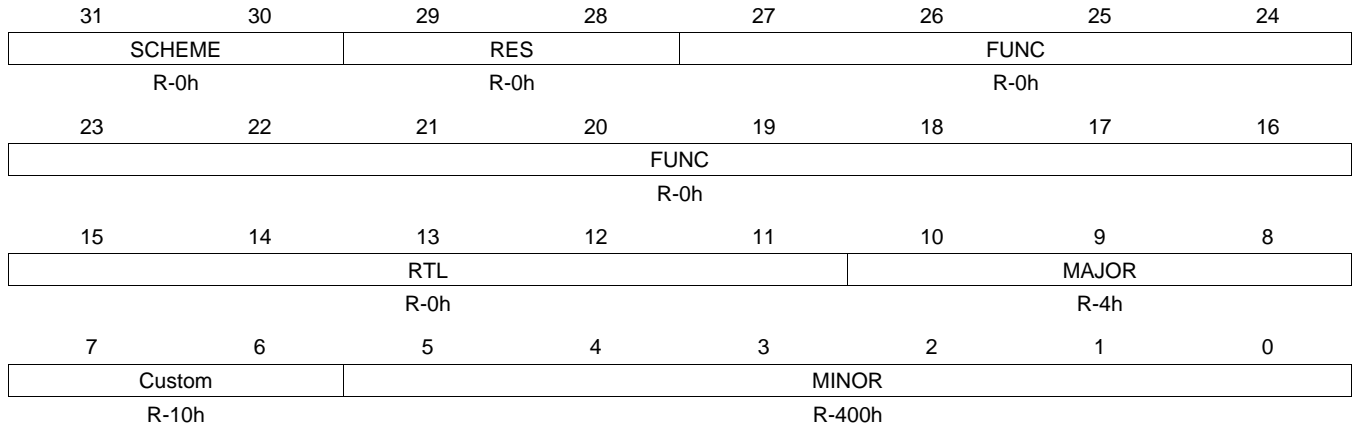 31 30 29 28 27 26 25 24
SCHEME RES FUNC
R-0h R-0h R-0h
23 22 21 20 19 18 17 16
FUNC
R-0h
15 14 13 12 11 10 9 8
RTL MAJOR
R-0h R-4h
7 6 5 4 3 2 1 0
Custom MINOR
R-10h R-400h